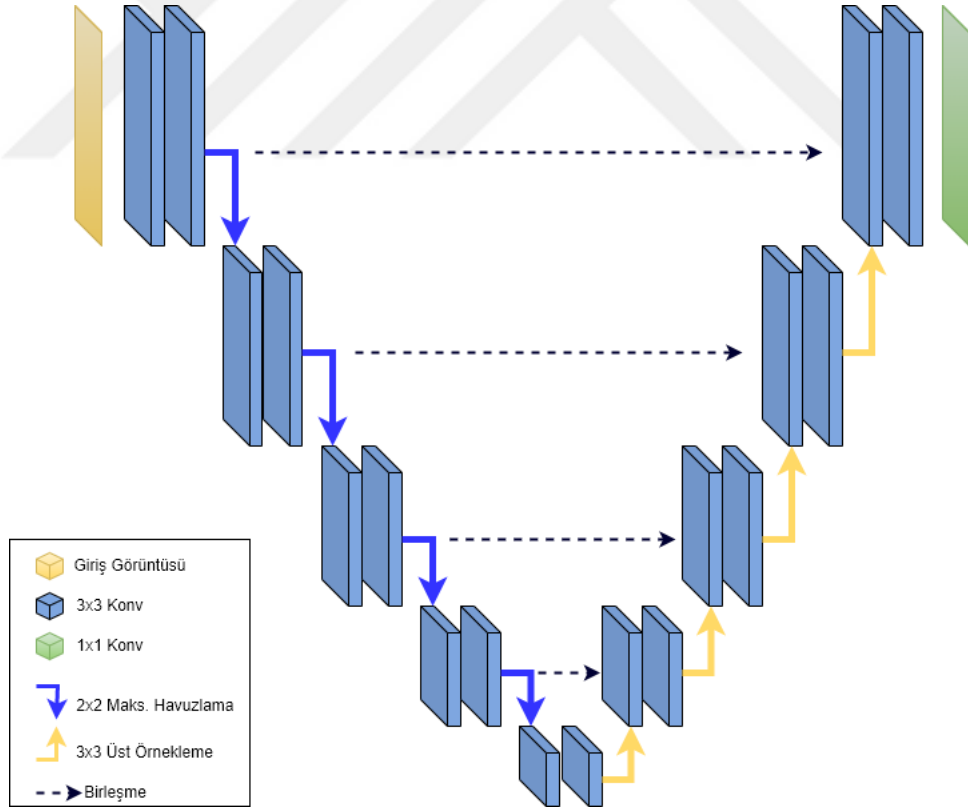 Giriş Görüntüsü
3x3 Konv
1x1 Konv
2x2 Maks. Havuzlama
3x3 Üst Örnekleme
Birleşme